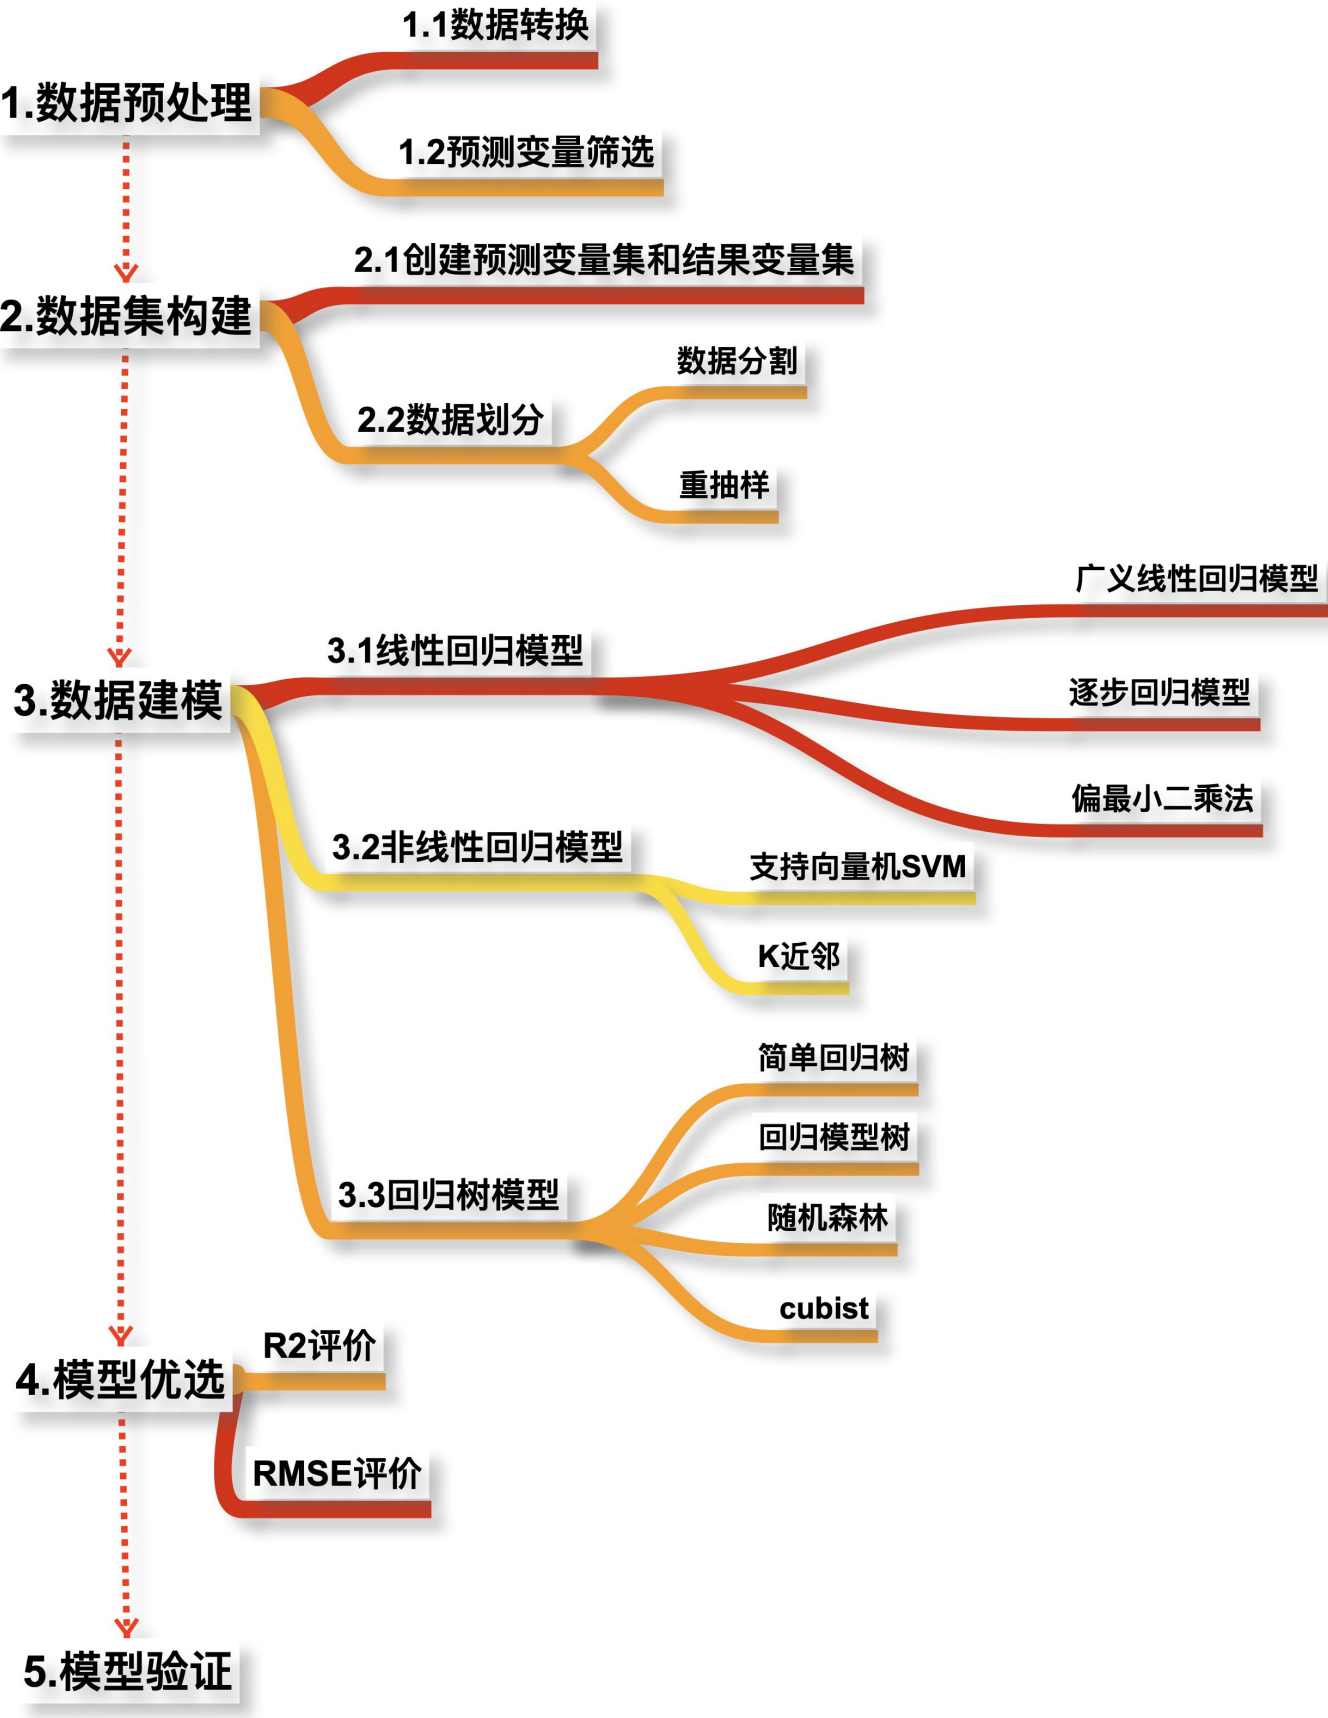 1.数据预处理
1.1数据转换
1.2预测变量筛选
2.数据集构建
2.1创建预测变量集和结果变量集
2.2数据划分
数据分割
重抽样
3.数据建模
3.1线性回归模型
广义线性回归模型
逐步回归模型
偏最小二乘法
3.2非线性回归模型
支持向量机SVM
K近邻
3.3回归树模型
简单回归树
回归模型树
随机森林
cubist
4.模型优选
R2评价
RMSE评价
5.模型验证